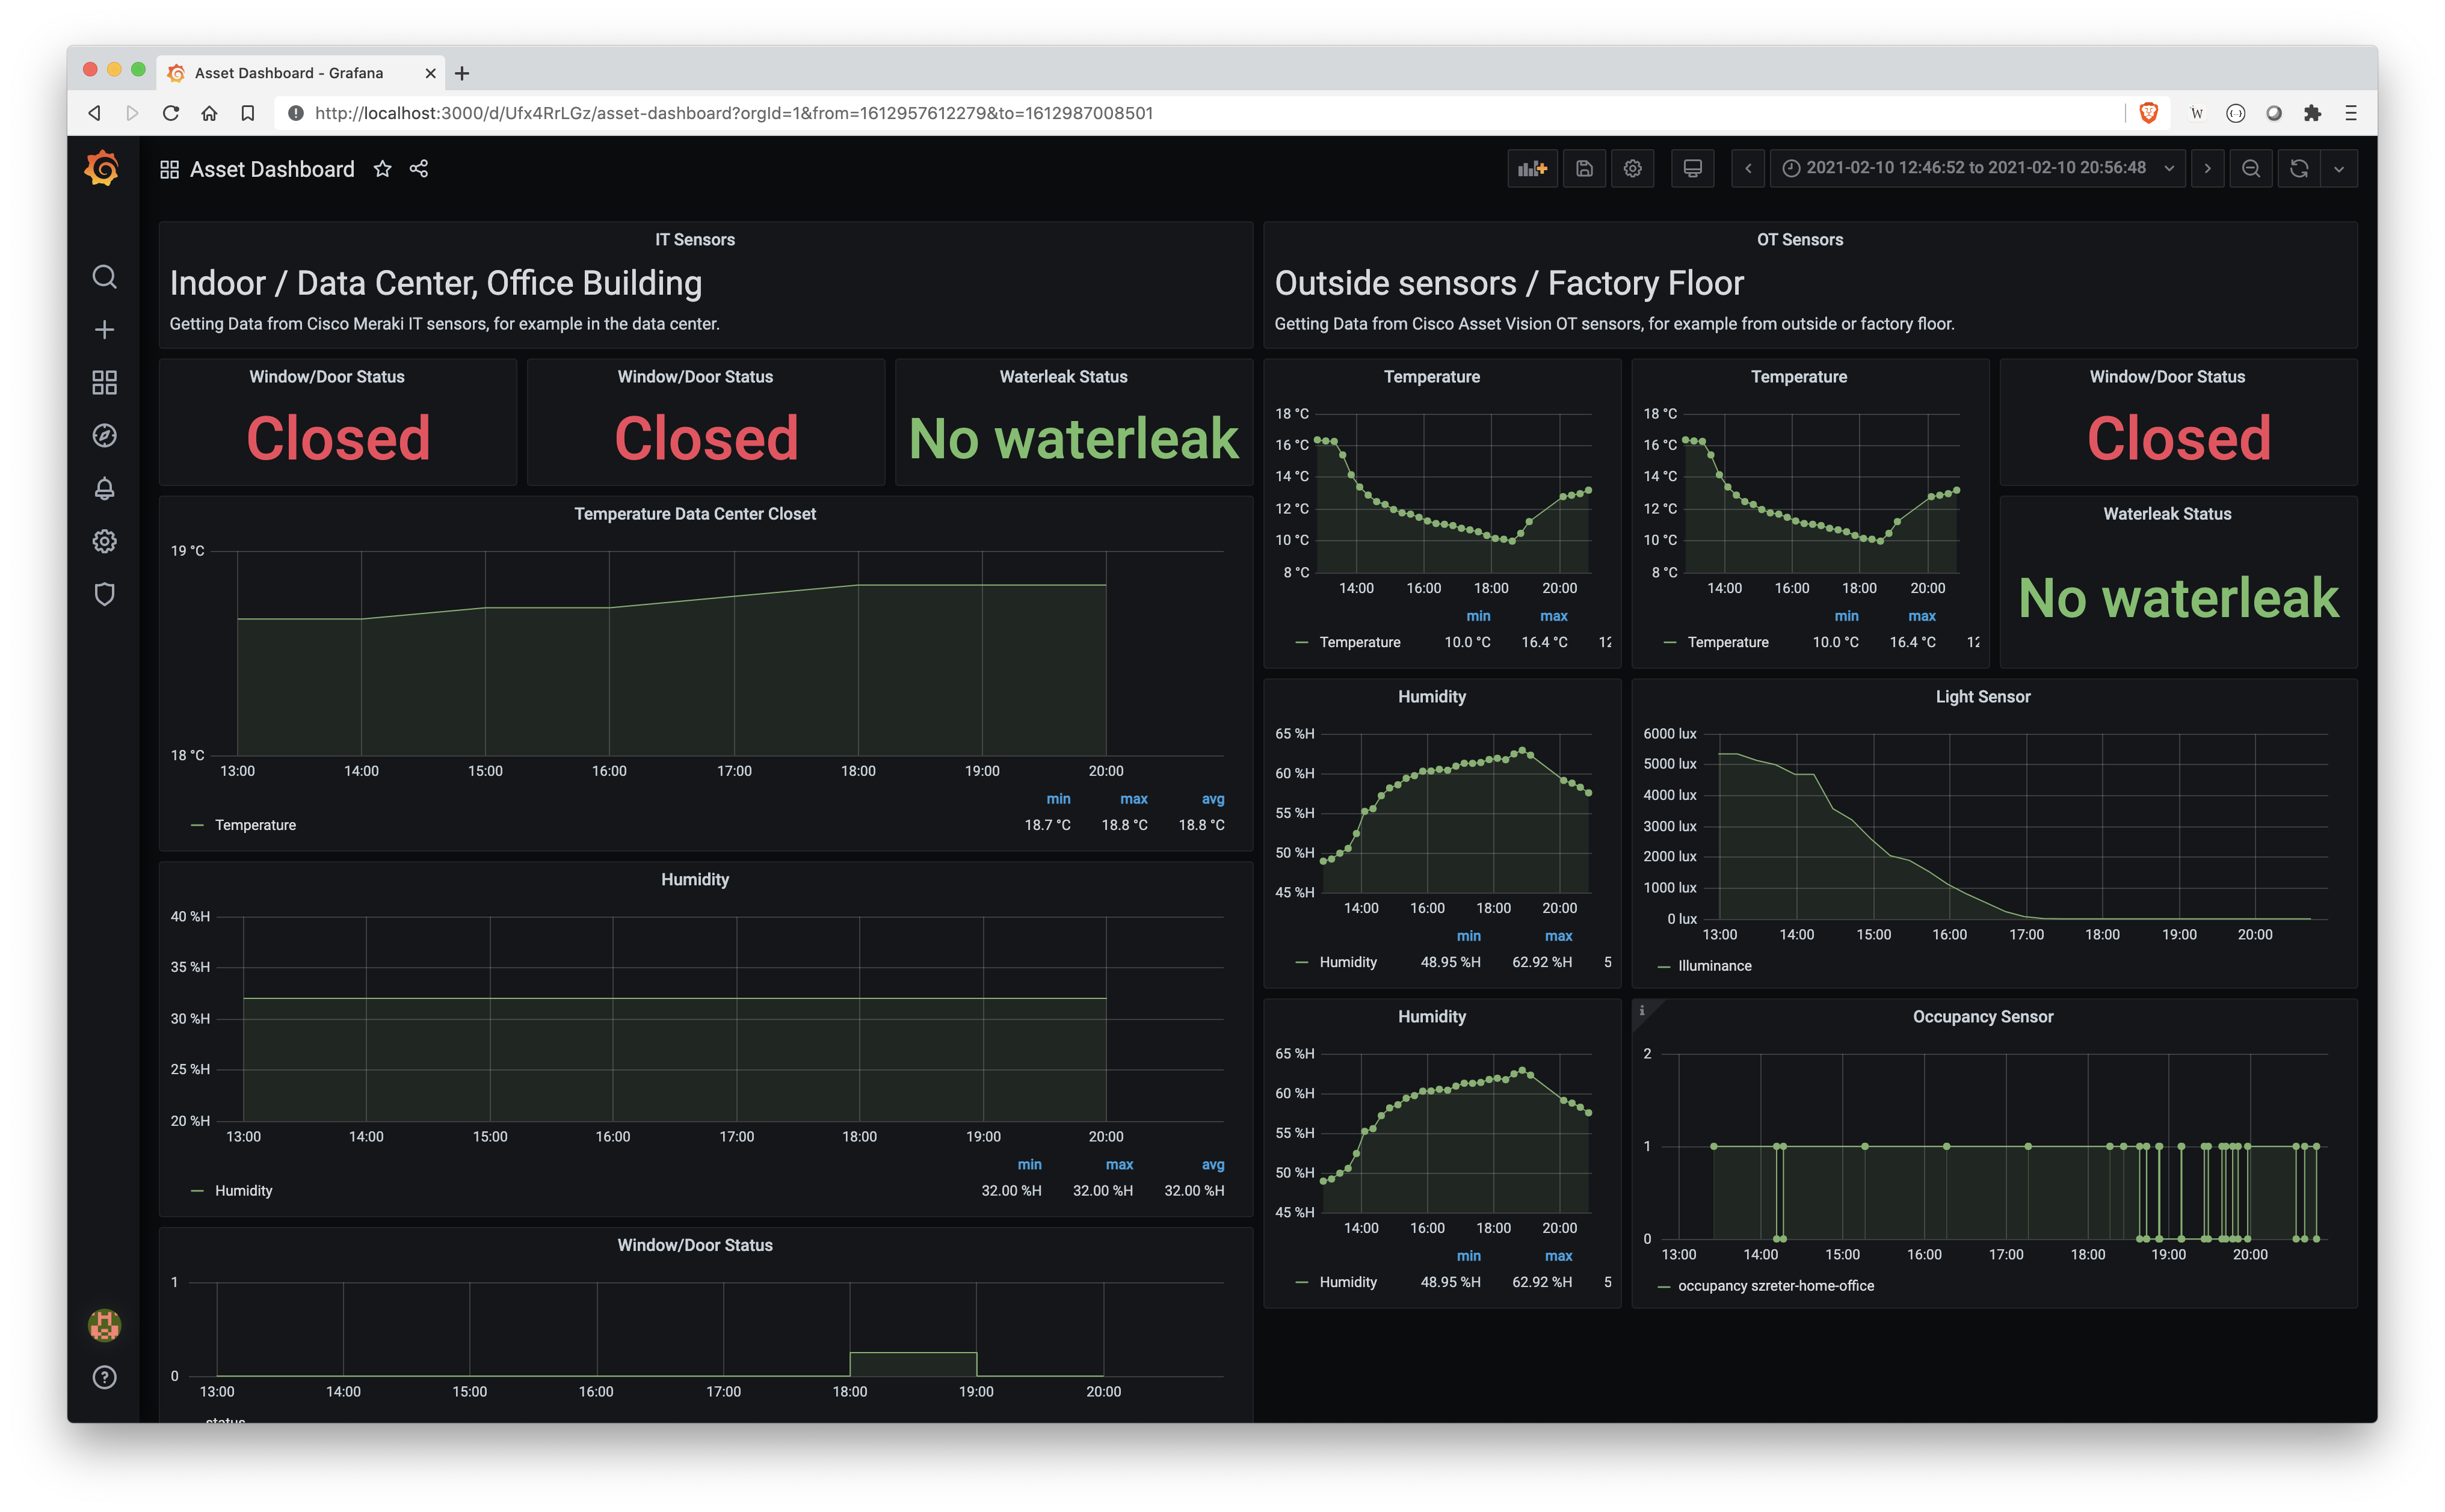 Asset Dashboard - Grafana
http://localhost:3000/d/Ufx4RrLGz/asset-dashboard?orgId=1&from=1612957612279&to=1612987008501
W
Asset Dashboard
2021-02-10 12:46:52 to 2021-02-10 20:56:48
IT Sensors
Indoor / Data Center, Office Building
Getting Data from Cisco Meraki IT sensors, for example in the data center.
OT Sensors
Outside sensors / Factory Floor
Getting Data from Cisco Asset Vision OT sensors, for example from outside or factory floor.
Window/Door Status
Closed
Window/Door Status
Closed
Waterleak Status
No waterleak
Temperature Data Center Closet
19 °C
18 °C
13:00 14:00 15:00 16:00 17:00 18:00 19:00 20:00
min max avg
Temperature 18.7 °C 18.8 °C 18.8 °C
Humidity
40 %H
35 %H
30 %H
25 %H
20 %H
13:00 14:00 15:00 16:00 17:00 18:00 19:00 20:00
min max avg
Humidity 32.00 %H 32.00 %H 32.00 %H
Window/Door Status
1
0
13:00 14:00 15:00 16:00 17:00 18:00 19:00 20:00
status
Temperature
18 °C
16 °C
14 °C
12 °C
10 °C
8 °C
14:00 16:00 18:00 20:00
min max
Temperature 10.0 °C 16.4 °C 12
Temperature
18 °C
16 °C
14 °C
12 °C
10 °C
8 °C
14:00 16:00 18:00 20:00
min max
Temperature 10.0 °C 16.4 °C 12
Window/Door Status
Closed
Waterleak Status
No waterleak
Humidity
65 %H
60 %H
55 %H
50 %H
45 %H
14:00 16:00 18:00 20:00
min max
Humidity 48.95 %H 62.92 %H 5
Light Sensor
6000 lux
5000 lux
4000 lux
3000 lux
2000 lux
1000 lux
0 lux
13:00 14:00 15:00 16:00 17:00 18:00 19:00 20:00
Illuminance
Humidity
65 %H
60 %H
55 %H
50 %H
45 %H
14:00 16:00 18:00 20:00
min max
Humidity 48.95 %H 62.92 %H 5
i
Occupancy Sensor
2
1
0
13:00 14:00 15:00 16:00 17:00 18:00 19:00 20:00
occupancy szreter-home-office